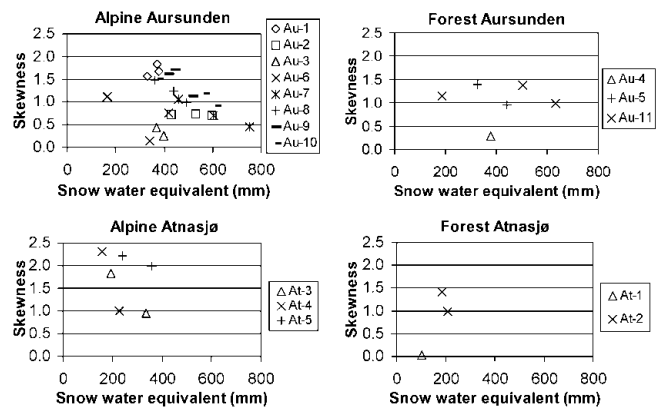 Alpine Aursunden
Skewness
2.5
2.0
1.5
1.0
0.5
0.0
0 200 400 600 800
Snow water equivalent (mm)
Au-1
Au-2
Au-3
Au-6
Au-7
Au-8
Au-9
Au-10
Forest Aursunden
Skewness
2.5
2.0
1.5
1.0
0.5
0.0
0 200 400 600 800
Snow water equivalent (mm)
Au-4
Au-5
Au-11
Alpine Atnasjø
Skewness
2.5
2.0
1.5
1.0
0.5
0.0
0 200 400 600 800
Snow water equivalent (mm)
At-3
At-4
At-5
Forest Atnasjø
Skewness
2.5
2.0
1.5
1.0
0.5
0.0
0 200 400 600 800
Snow water equivalent (mm)
At-1
At-2